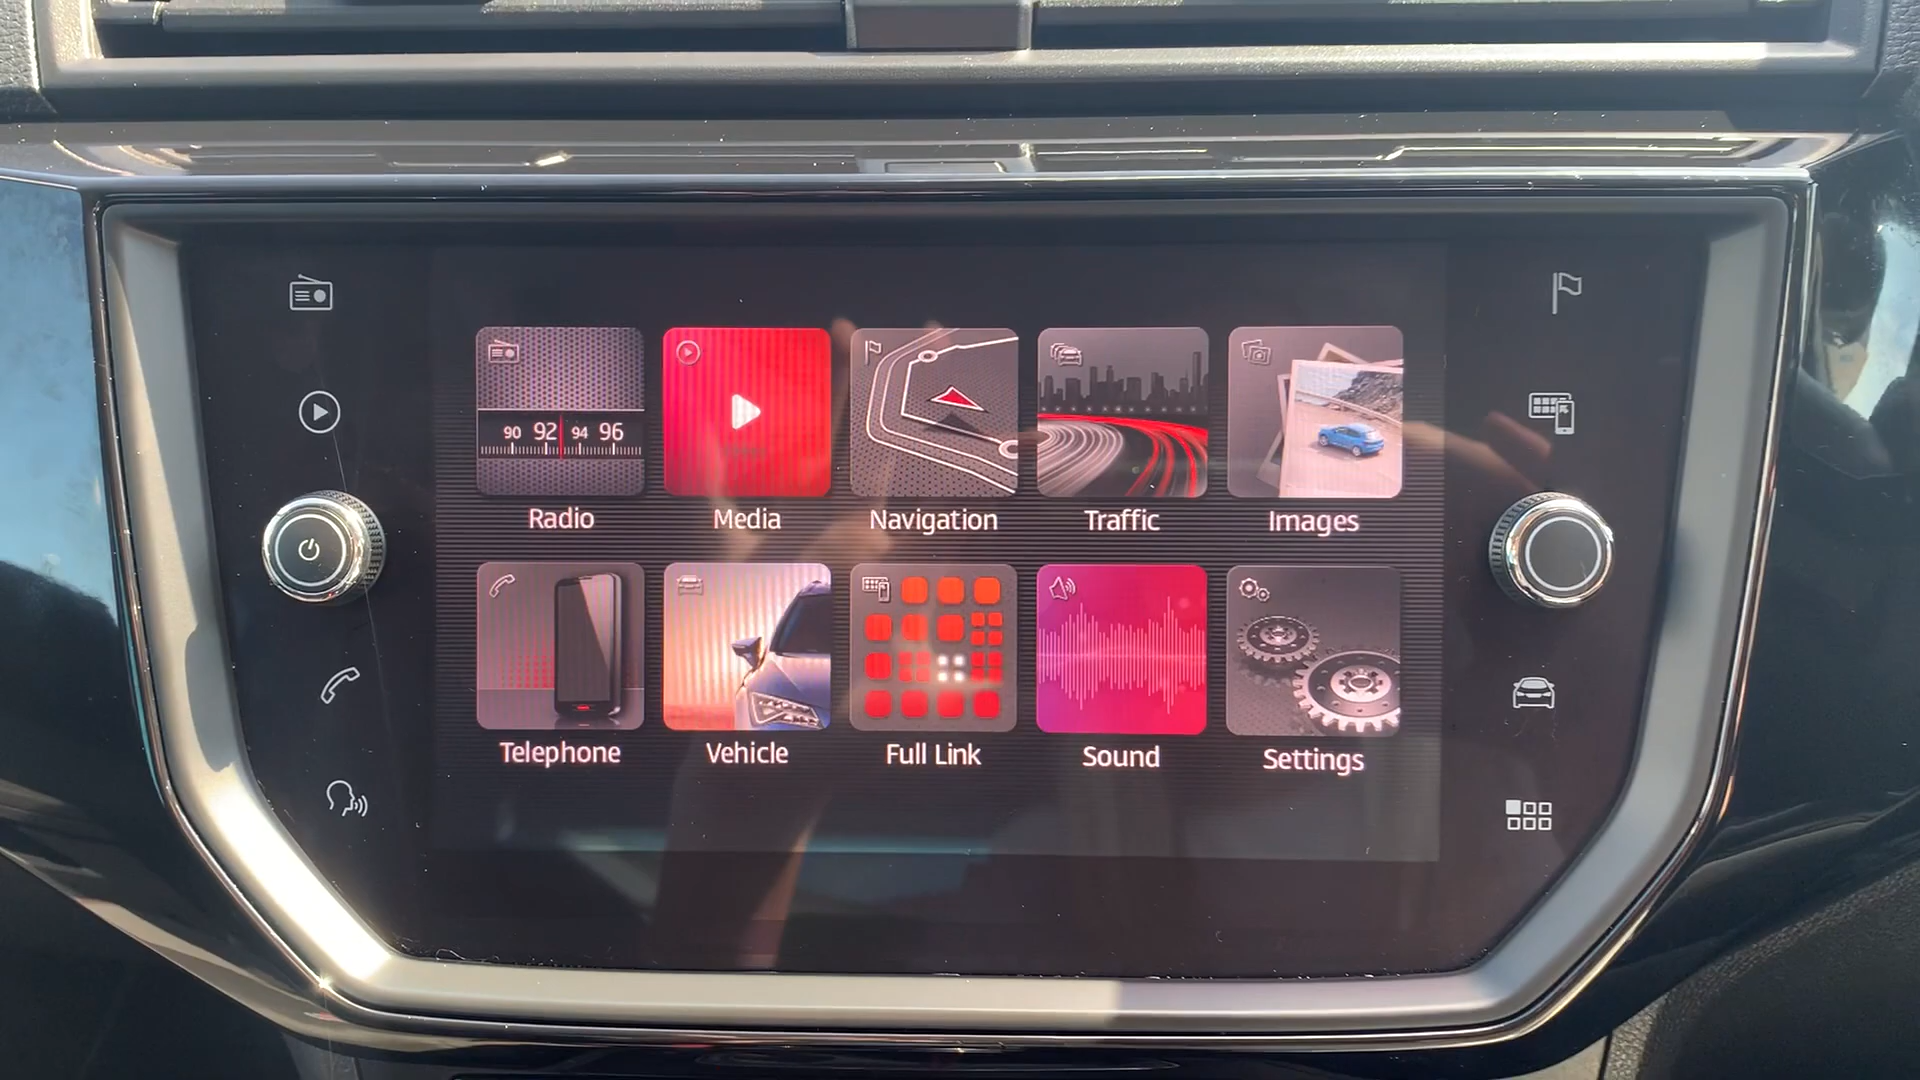 90 92 94 96
Radio Media Navigation Traffic Images
Telephone Vehicle Full Link Sound Settings